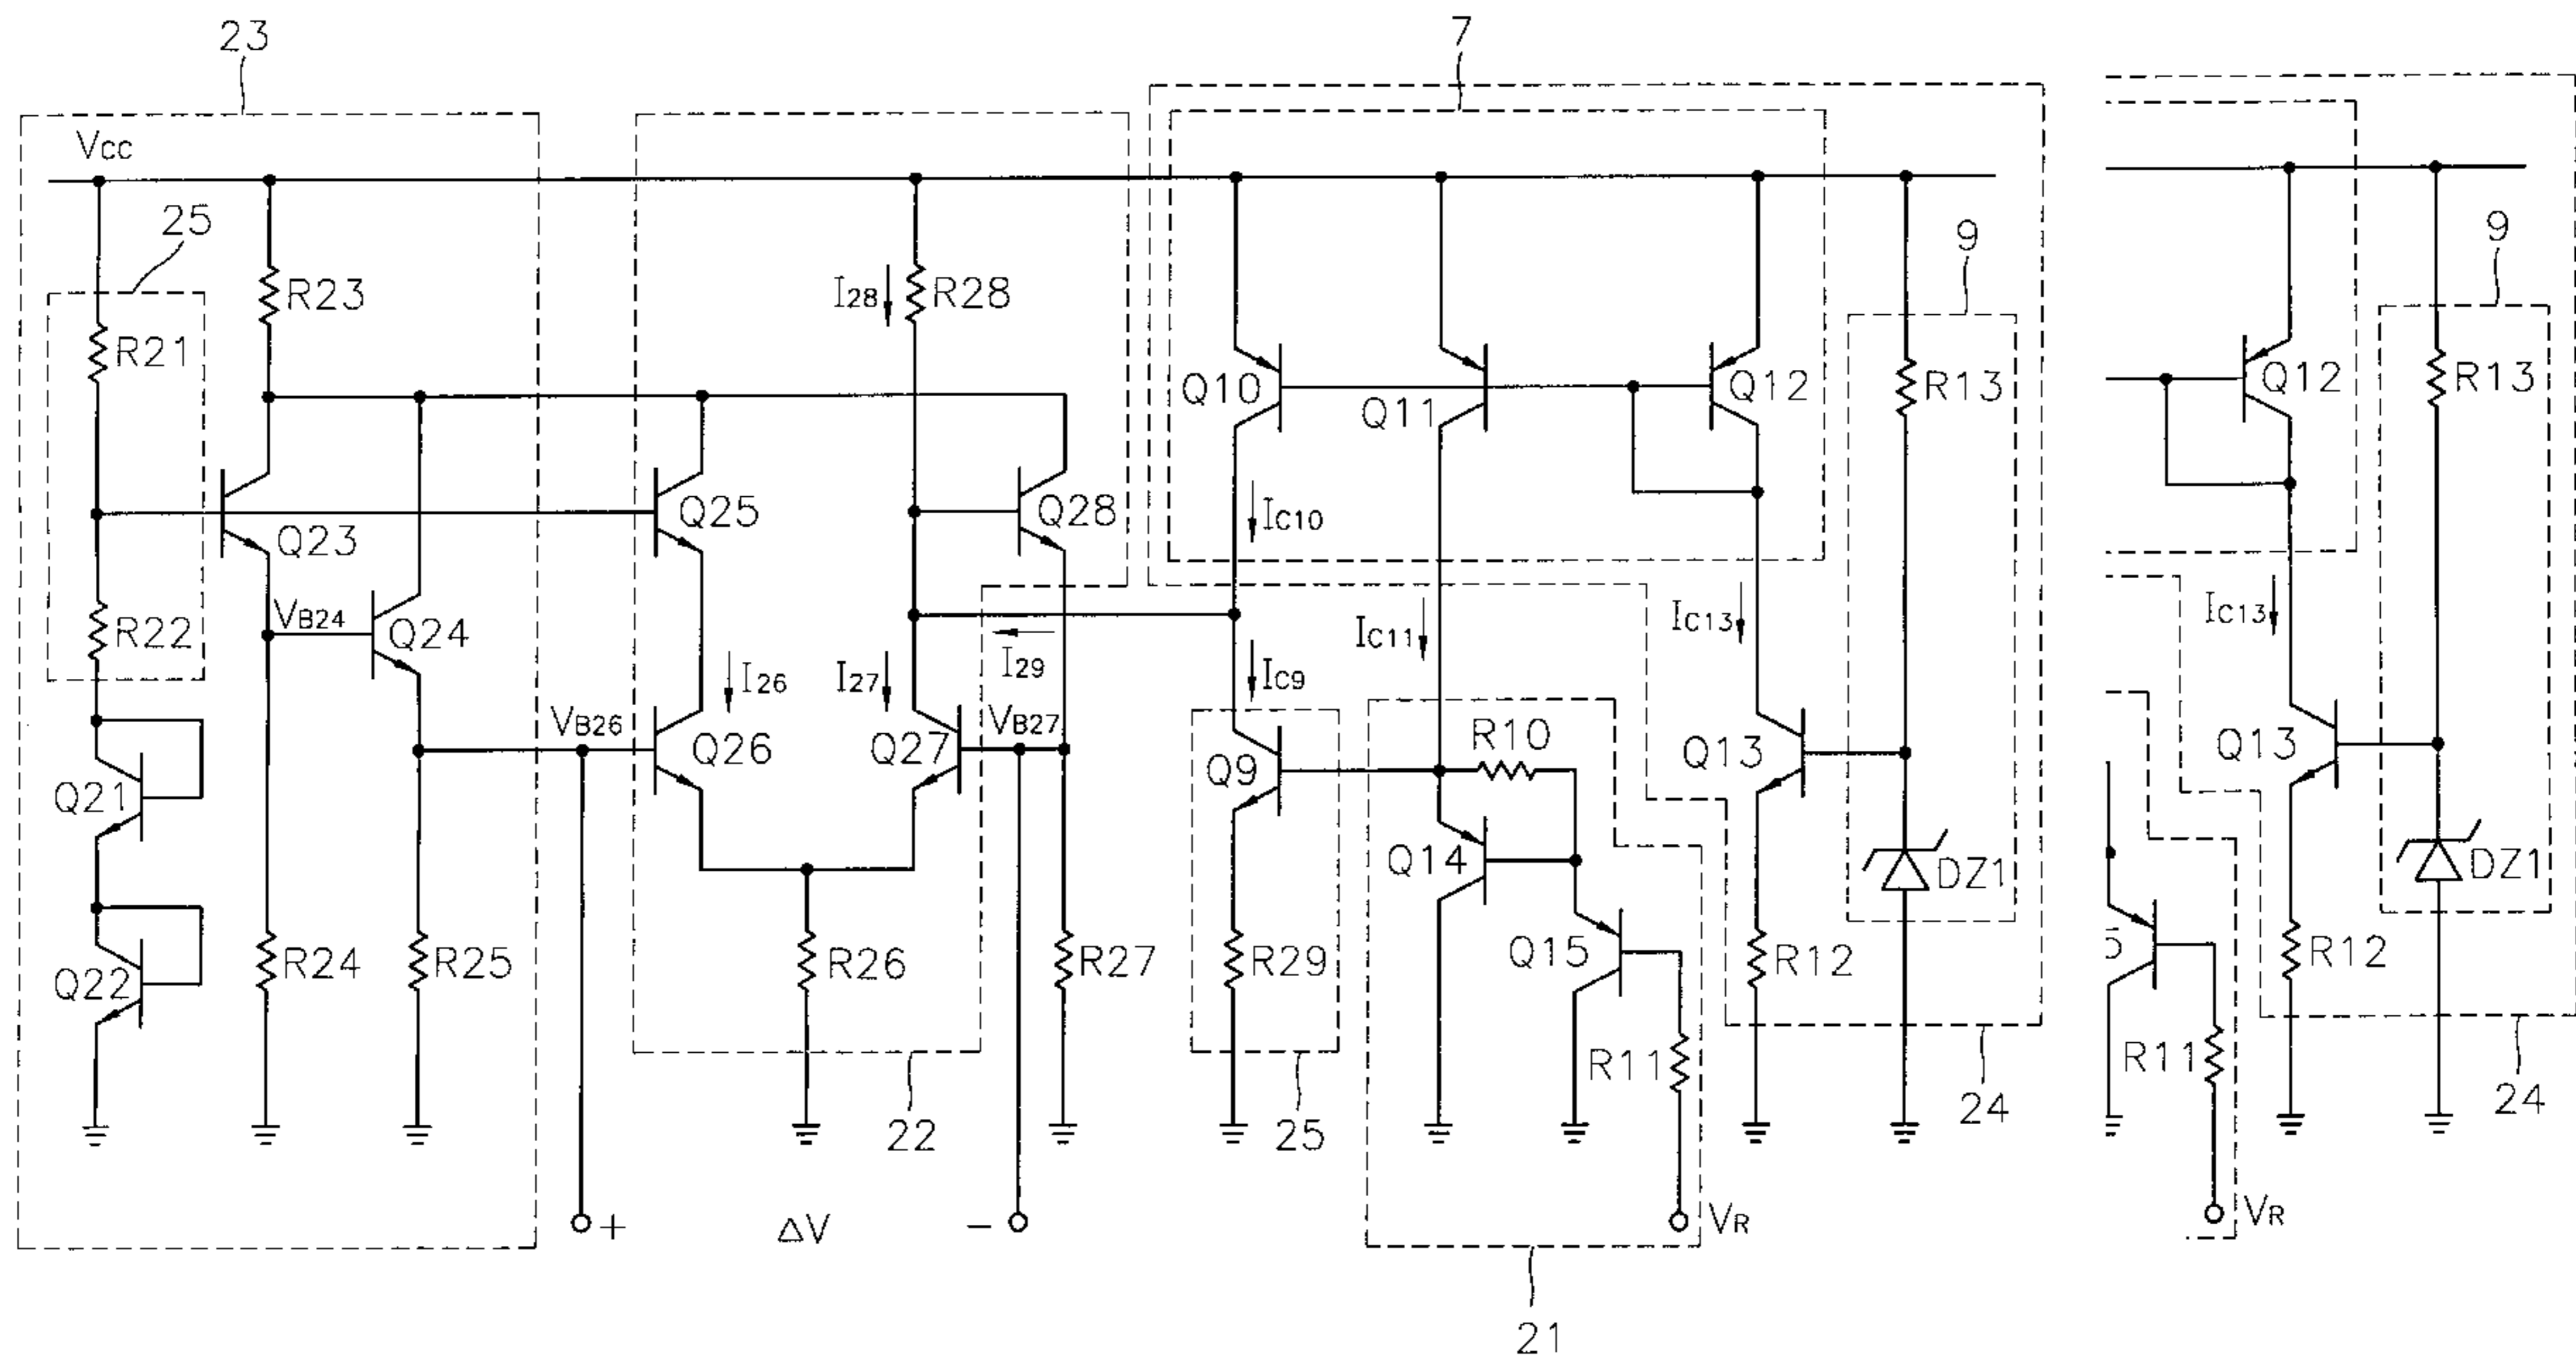 23
7
Vcc
25
9
9
R23
I28
R28
R21
Q10
Q11
Q12
R13
Q12
R13
Q25
Q28
Q23
IC10
VB24
Q24
R22
I29
IC11
IC13
IC13
I26
I27
IC9
VB26
VB27
Q26
Q27
R10
Q13
Q13
Q21
Q9
Q14
DZ1
DZ1
Q22
R24
R25
R26
R27
R29
Q15
R12
5
R12
R11
R11
22
25
24
24
+
ΔV
-
VR
VR
21